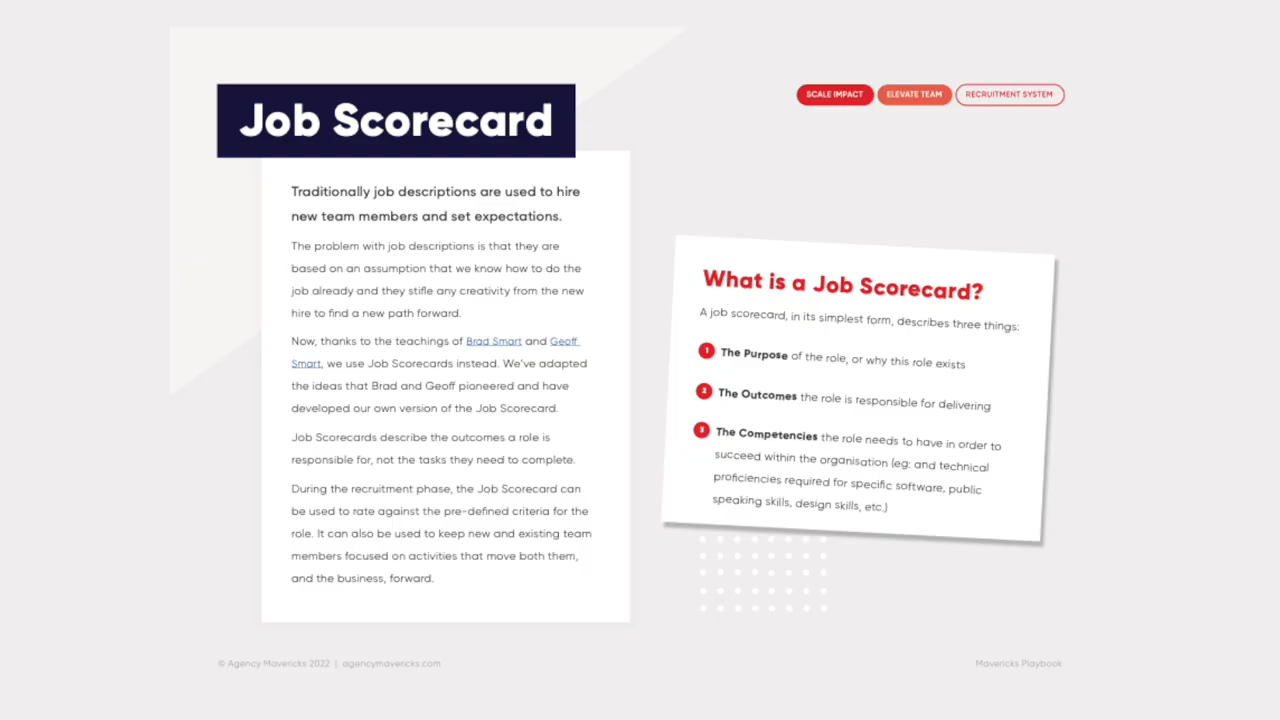 Job Scorecard
SCALE IMPACT
ELEVATE TEAM
RECRUITMENT SYSTEM
Traditionally job descriptions are used to hire
new team members and set expectations.
The problem with job descriptions is that they are
based on an assumption that we know how to do the
job already and they stifle any creativity from the new
hire to find a new path forward.
Now, thanks to the teachings of Brad Smart and Geoff
Smart, we use Job Scorecards instead. We've adapted
the ideas that Brad and Geoff pioneered and have
developed our own version of the Job Scorecard.
Job Scorecards describe the outcomes a role is
responsible for, not the tasks they need to complete.
During the recruitment phase, the Job Scorecard can
be used to rate against the pre-defined criteria for the
role. It can also be used to keep new and existing team
members focused on activities that move both them,
and the business, forward.
What is a Job Scorecard?
A job scorecard, in its simplest form, describes three things:
1 The Purpose of the role, or why this role exists
2 The Outcomes the role is responsible for delivering
3 The Competencies the role needs to have in order to
succeed within the organisation (eg: and technical
proficiencies required for specific software, public
speaking skills, design skills, etc.)
© Agency Mavericks 2022 | agencymavericks.com
Mavericks Playbook